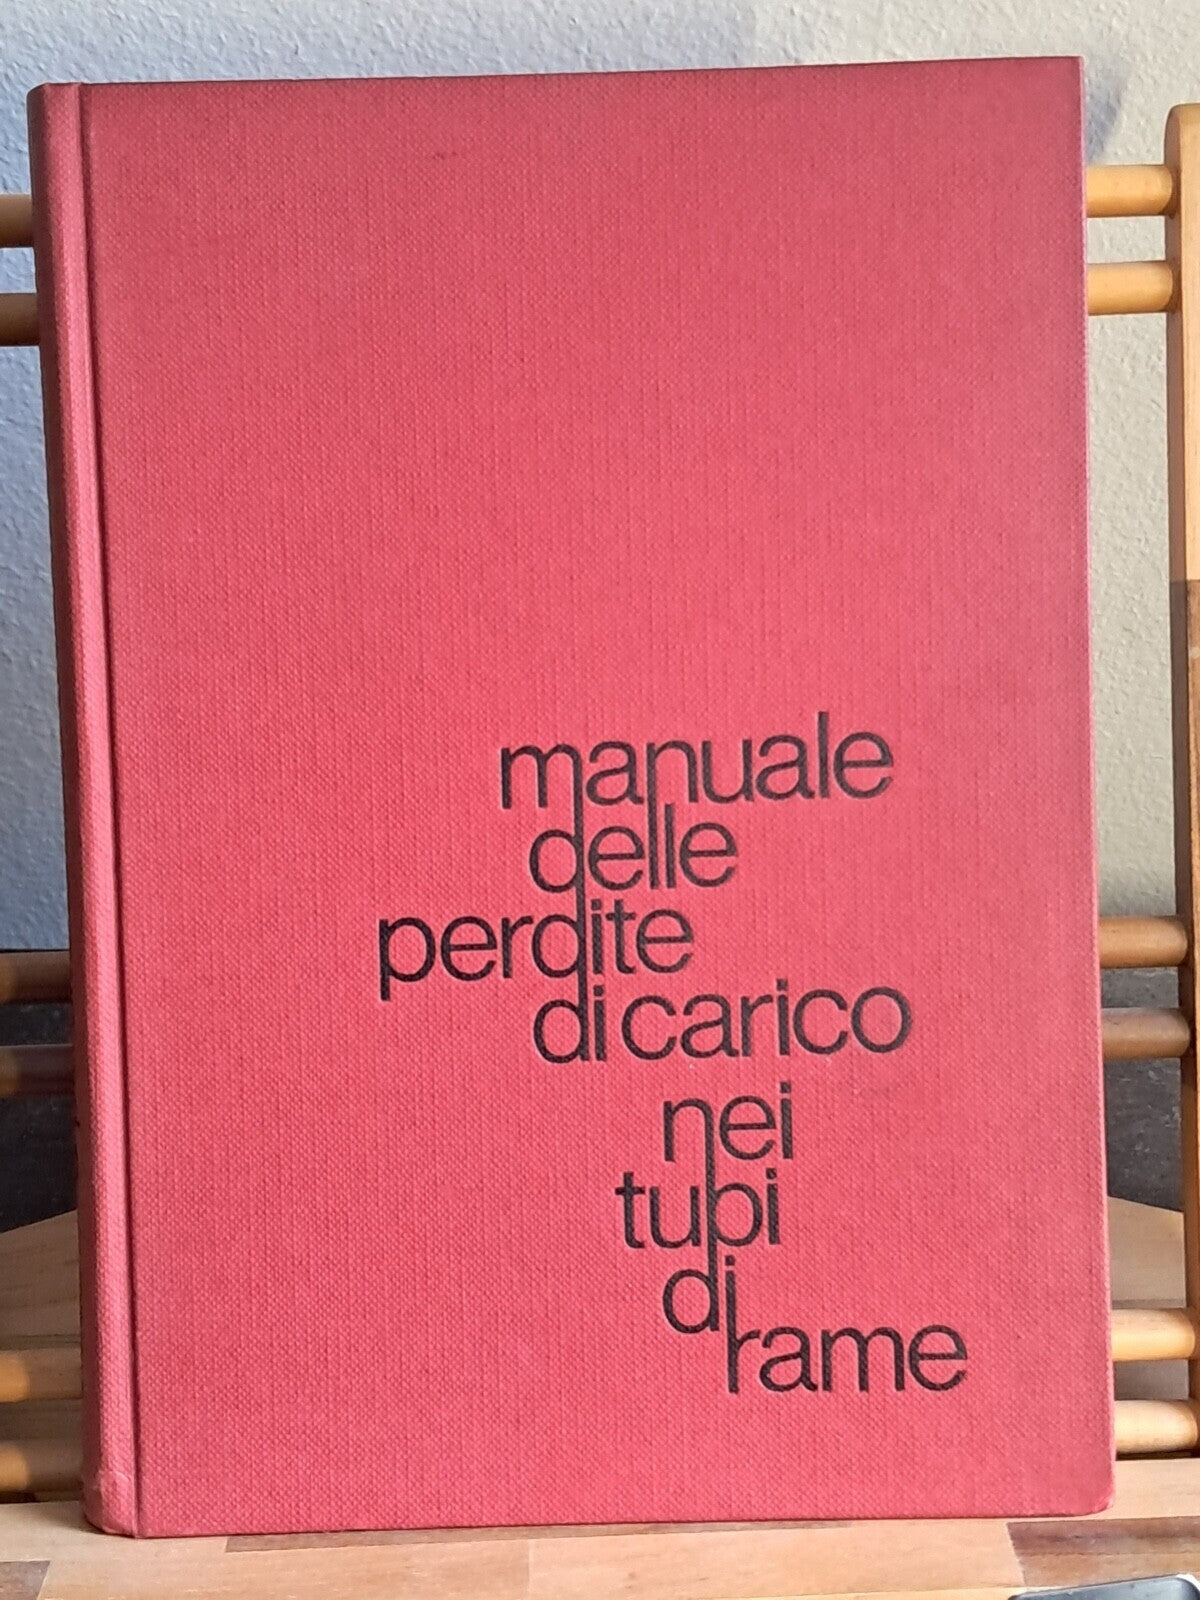 manuale
delle
perdite
di carico
nei
tubi
di
rame